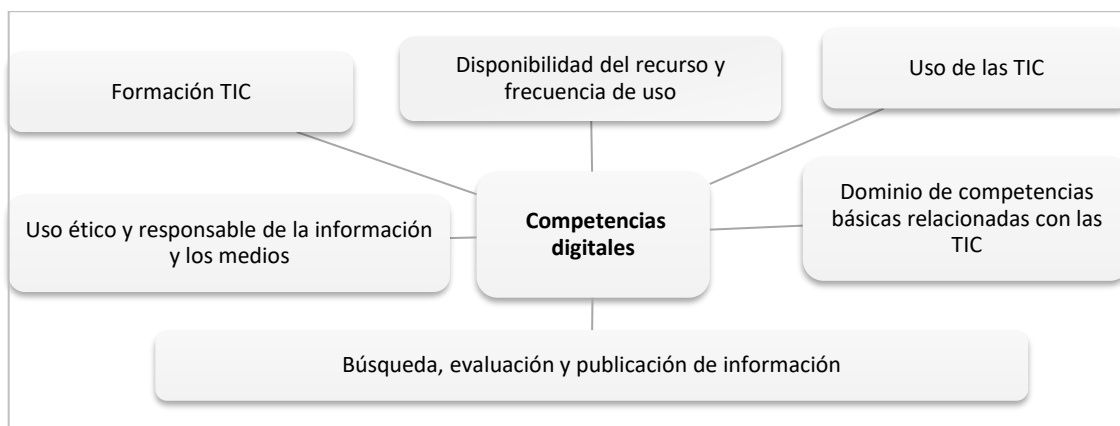 Formación TIC
Disponibilidad del recurso y
frecuencia de uso
Uso de las TIC
Uso ético y responsable de la información
y los medios
Competencias
digitales
Dominio de competencias
básicas relacionadas con las
TIC
Búsqueda, evaluación y publicación de información